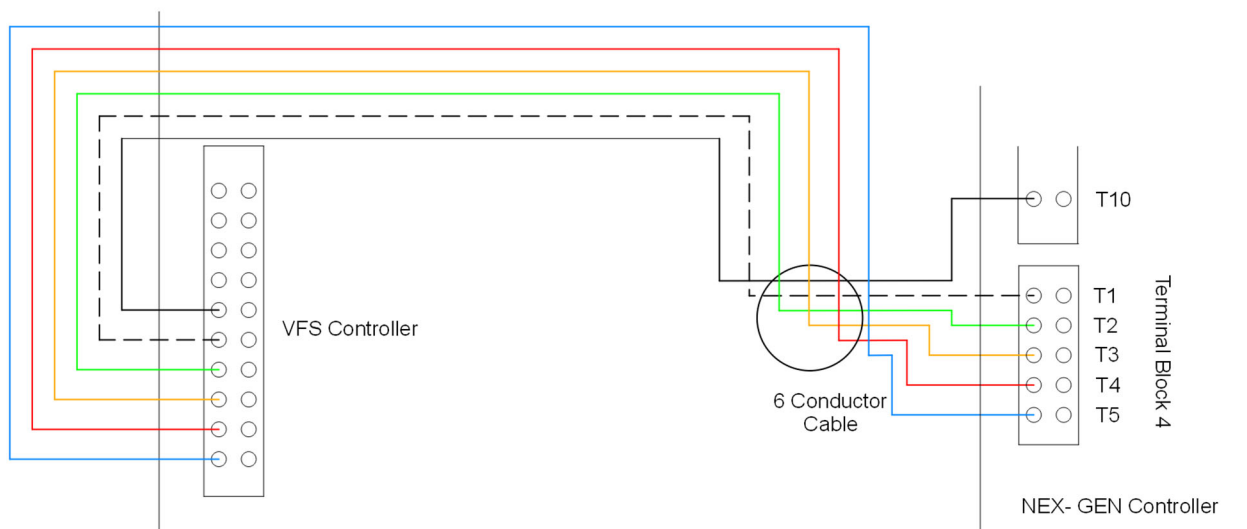 T10
T1
T2
T3
T4
T5
Terminal Block 4
VFS Controller
6 Conductor
Cable
NEX- GEN Controller